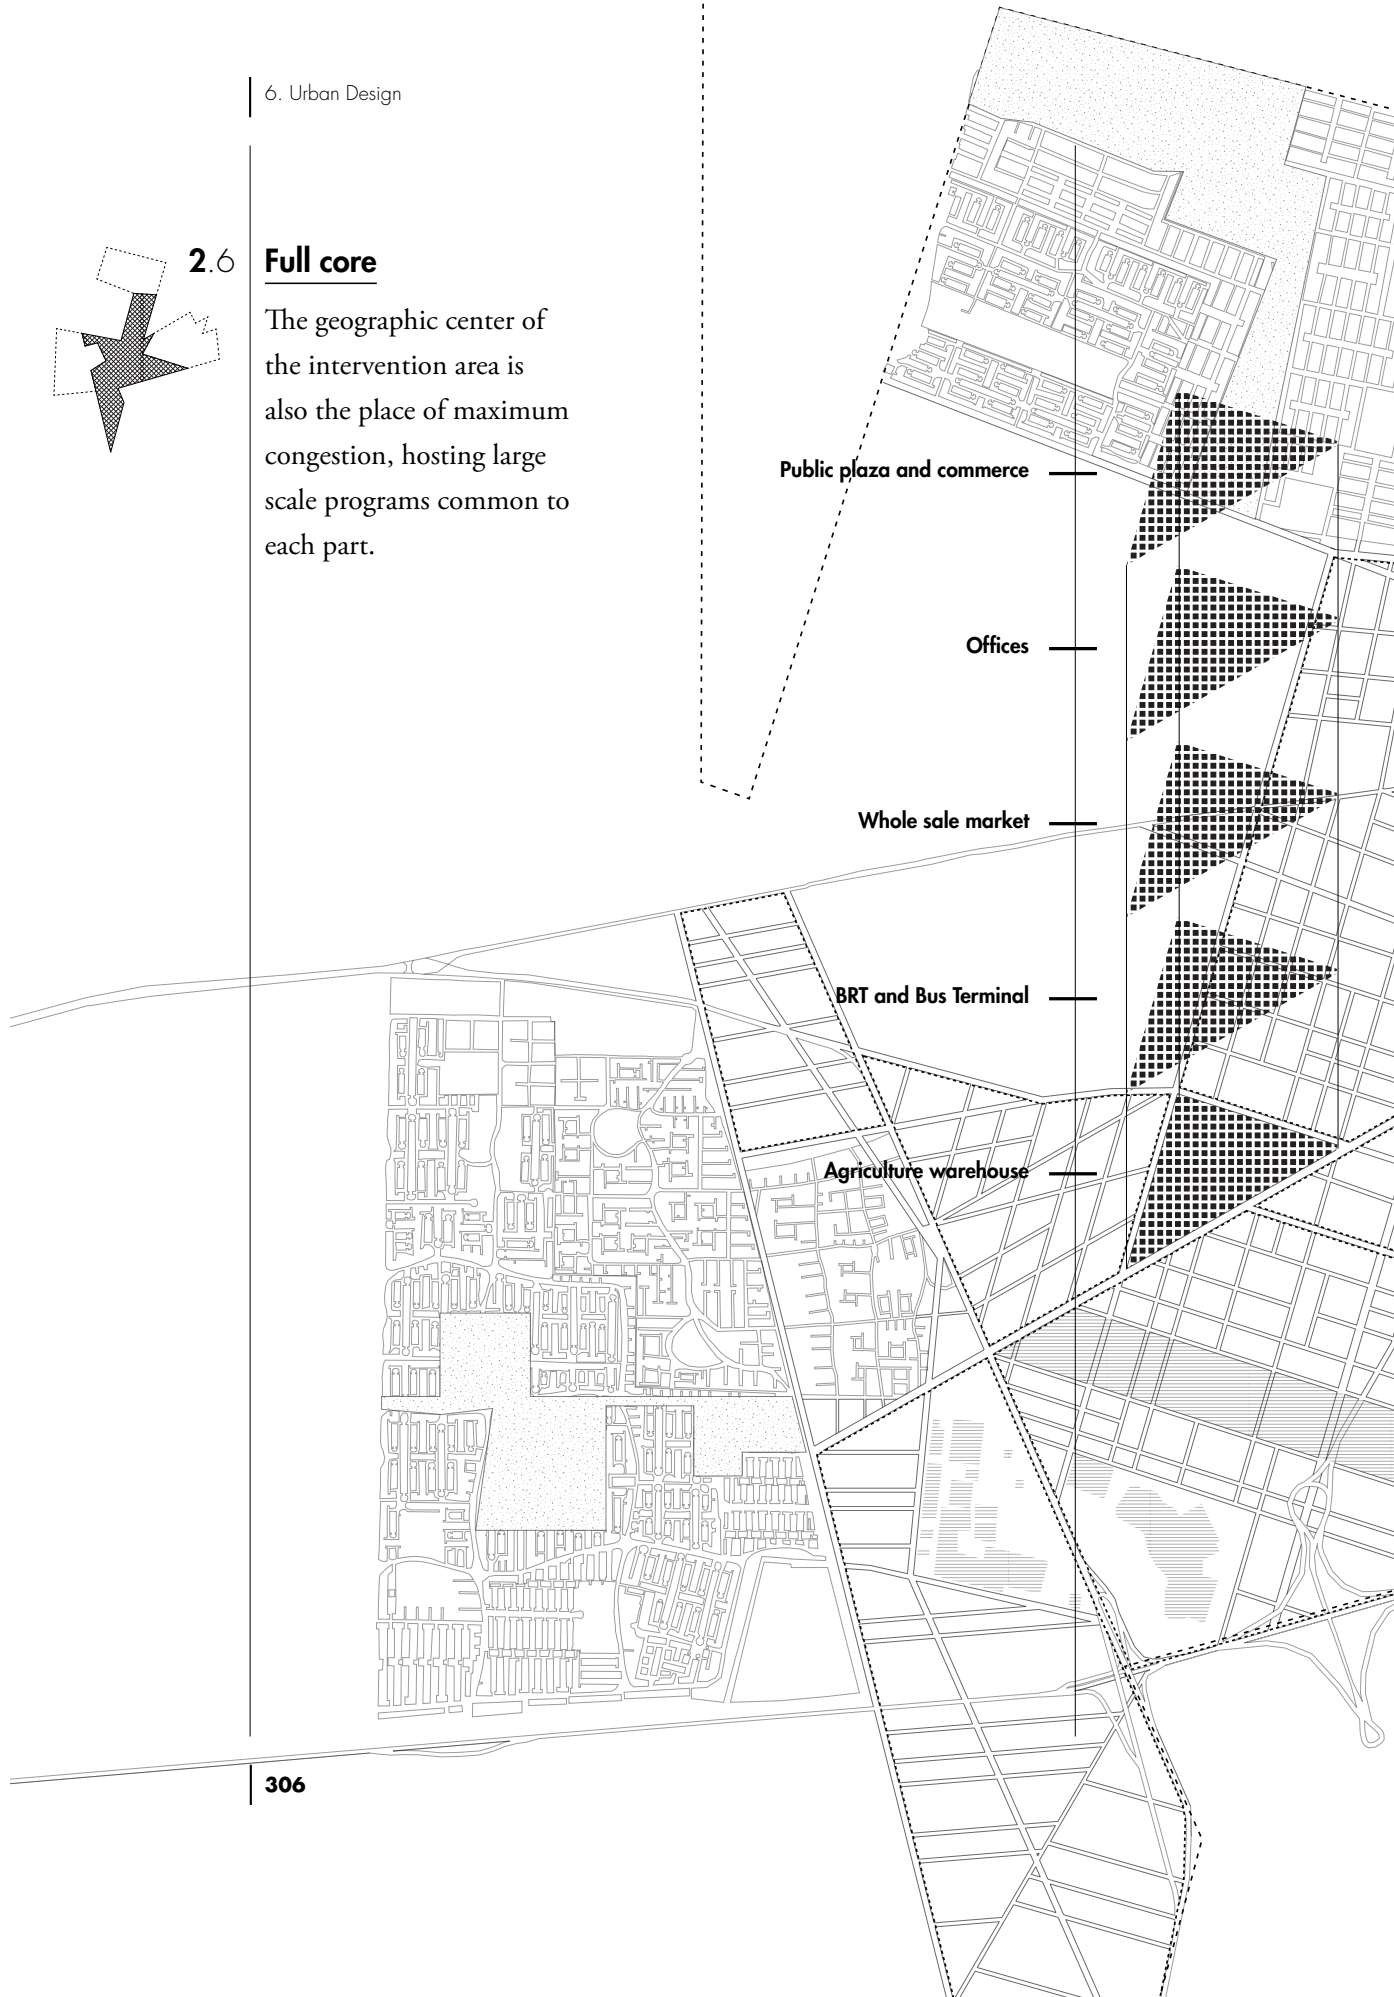 6. Urban Design
2.6 Full core
The geographic center of
the intervention area is
also the place of maximum
congestion, hosting large
scale programs common to
each part.
Public plaza and commerce
Offices
Whole sale market
BRT and Bus Terminal
Agriculture warehouse
306